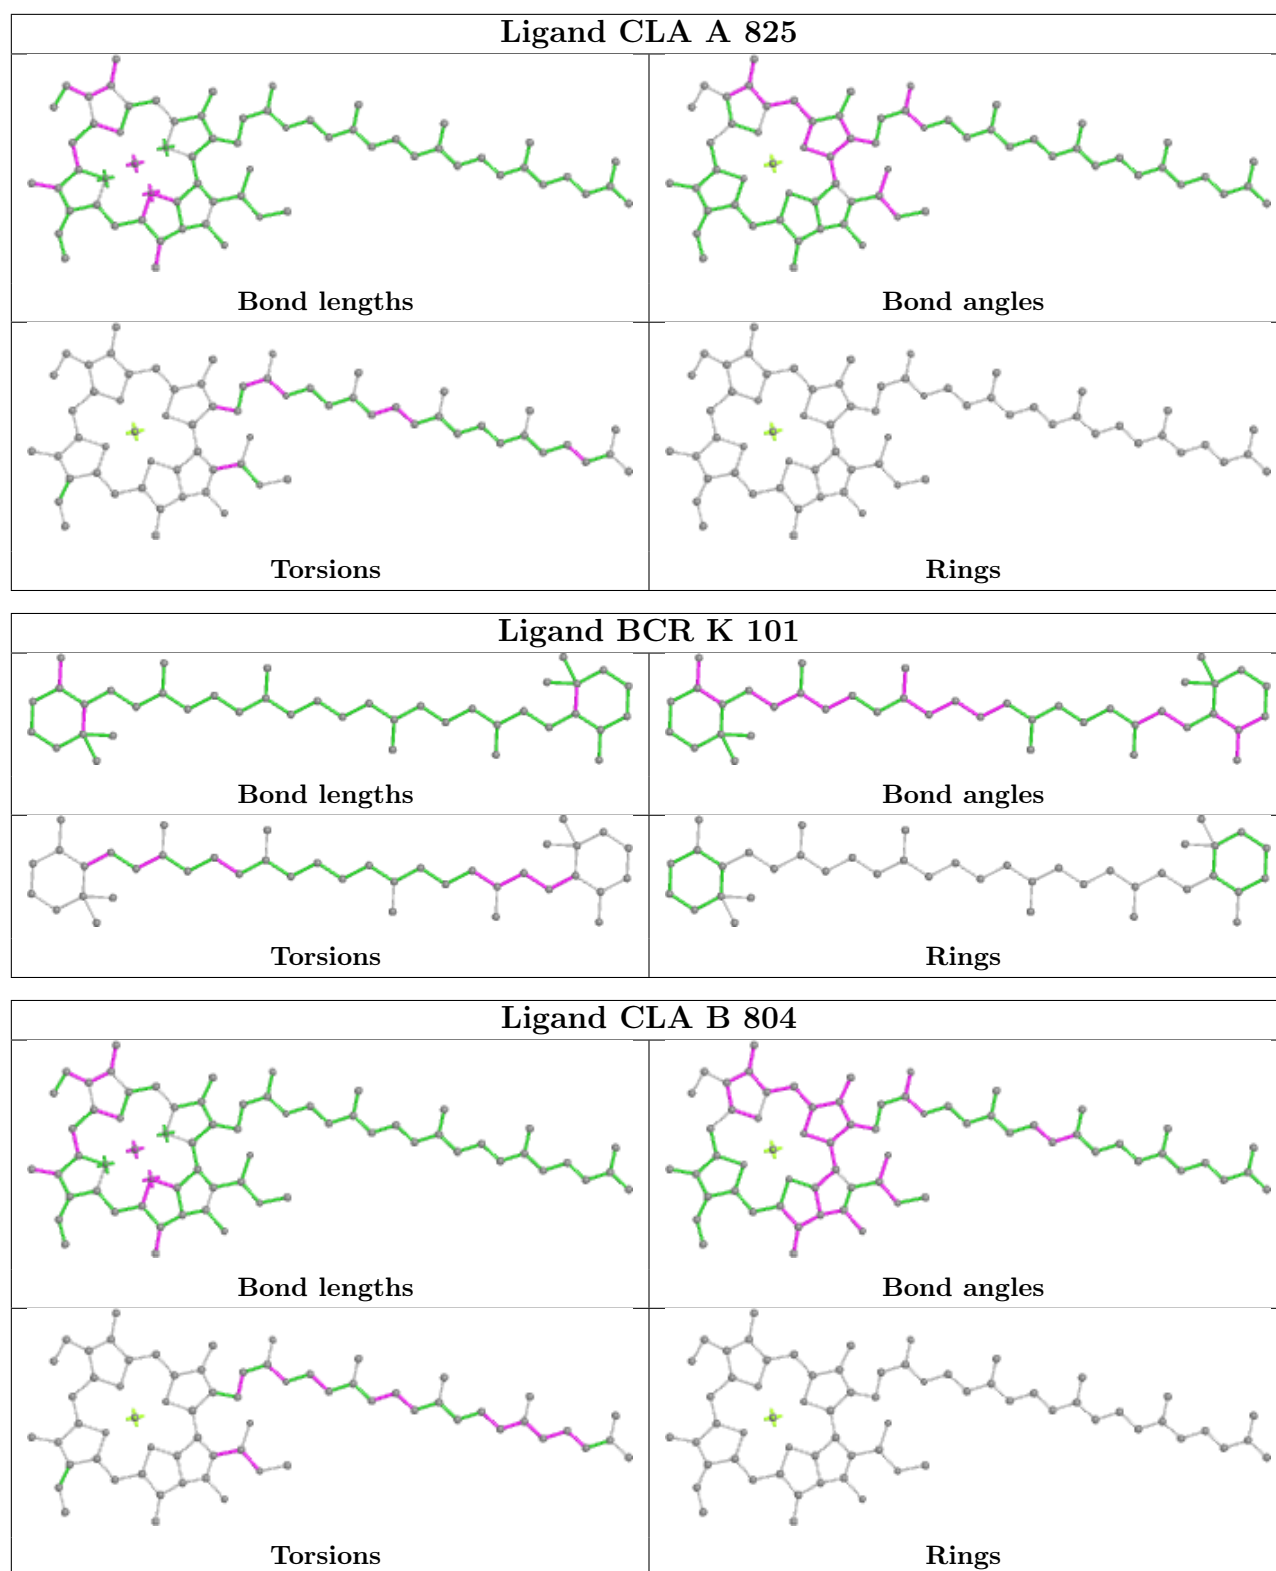 Ligand CLA A 825
Bond lengths
Bond angles
Torsions
Rings
Ligand BCR K 101
Bond lengths
Bond angles
Torsions
Rings
Ligand CLA B 804
Bond lengths
Bond angles
Torsions
Rings